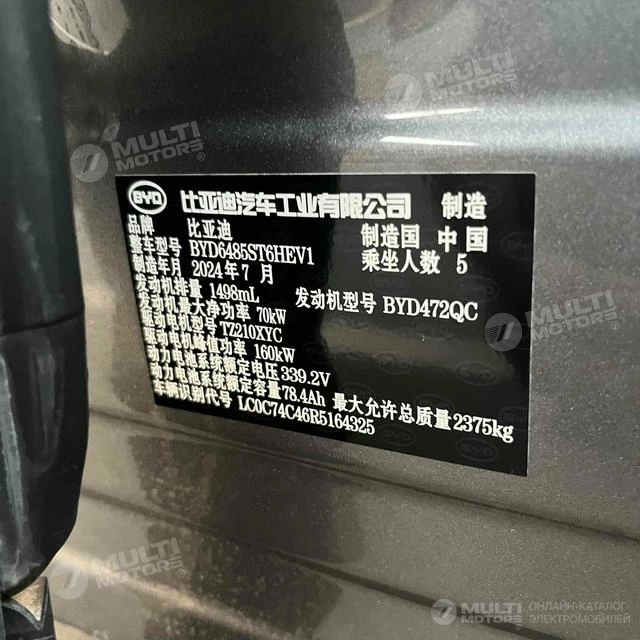 BYD 比亚迪汽车工业有限公司 制造
品牌 比亚迪 制造国 中国
整车型号 BYD6485ST6HEV1 乘坐人数 5
制造年月 2024年7月
发动机排量 1498mL 发动机型号 BYD472QC
发动机最大净功率 70kW
驱动电机型号 TZ210XYC
驱动电机峰值功率 160kW
动力电池系统额定电压 339.2V
动力电池系统额定容量 78.4Ah 最大允许总质量 2375kg
车辆识别代号 LC0C74C46R5164325
MULTI MOTORS®
MULTI MOTORS®
MULTI MOTORS®
MULTI MOTORS® ОНЛАЙН-КАТАЛОГ ЭЛЕКТРОМОБИЛЕЙ